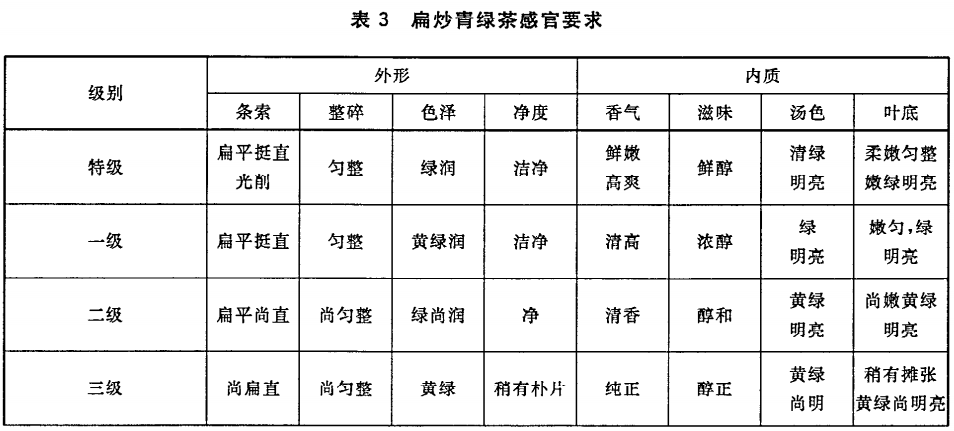 表 3 扁炒青绿茶感官要求
级别 外形 内质
条索 整碎 色泽 净度 香气 滋味 汤色 叶底
特级 扁平挺直光削 匀整 绿润 洁净 鲜嫩高爽 鲜醇 清绿明亮 柔嫩匀整嫩绿明亮
一级 扁平挺直 匀整 黄绿润 洁净 清高 浓醇 绿明亮 嫩匀,绿明亮
二级 扁平尚直 尚匀整 绿尚润 净 清香 醇和 黄绿明亮 尚嫩黄绿明亮
三级 尚扁直 尚匀整 黄绿 稍有朴片 纯正 醇正 黄绿尚明 稍有摊张黄绿尚明亮